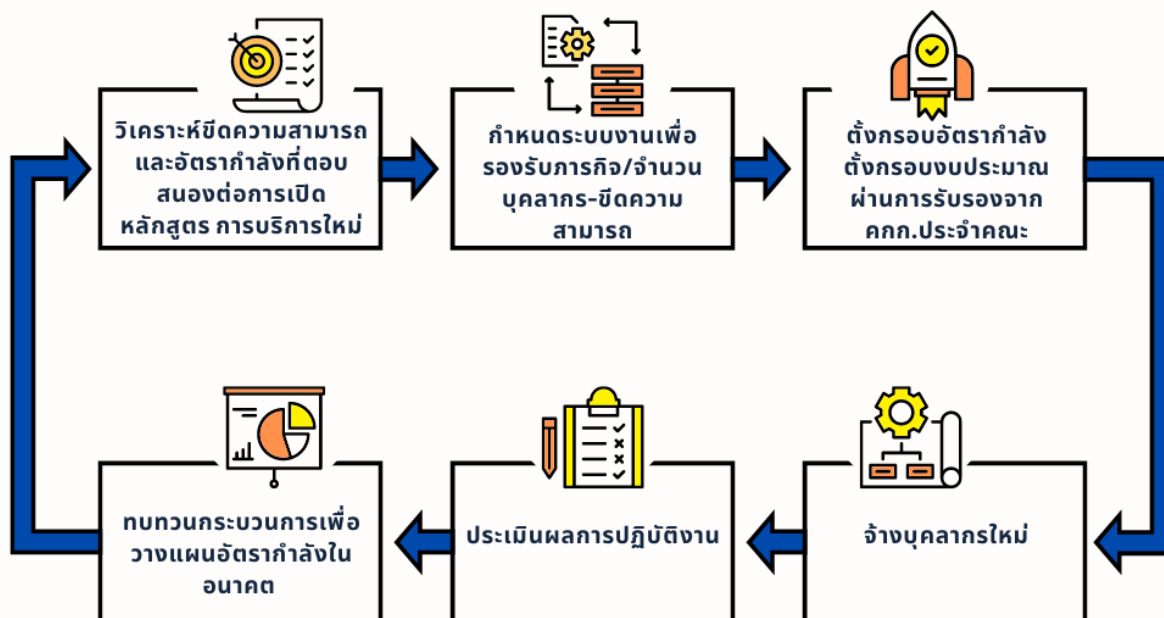 วิเคราะห์ขีดความสามารถ
และอัตรากำลังที่ตอบ
สนองต่อการเปิด
หลักสูตร การบริการใหม่
กำหนดระบบงานเพื่อ
รองรับภารกิจ/จำนวน
บุคลากร-ขีดความ
สามารถ
ตั้งกรอบอัตรากำลัง
ตั้งกรอบงบประมาณ
ผ่านการรับรองจาก
คกก.ประจำคณะ
จ้างบุคลากรใหม่
ประเมินผลการปฏิบัติงาน
ทบทวนกระบวนการเพื่อ
วางแผนอัตรากำลังใน
อนาคต